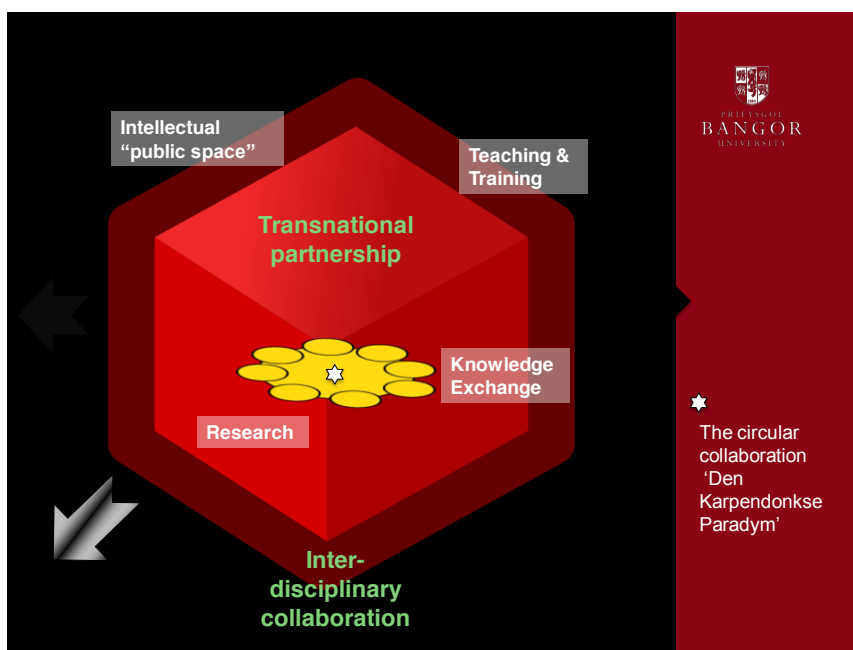 Intellectual
“public space”
Teaching &
Training
Transnational
partnership
Knowledge
Exchange
Research
Inter-
disciplinary
collaboration
PRIFYSGOL
BANGOR
UNIVERSITY
The circular
collaboration
‘Den
Karpendonkse
Paradym’